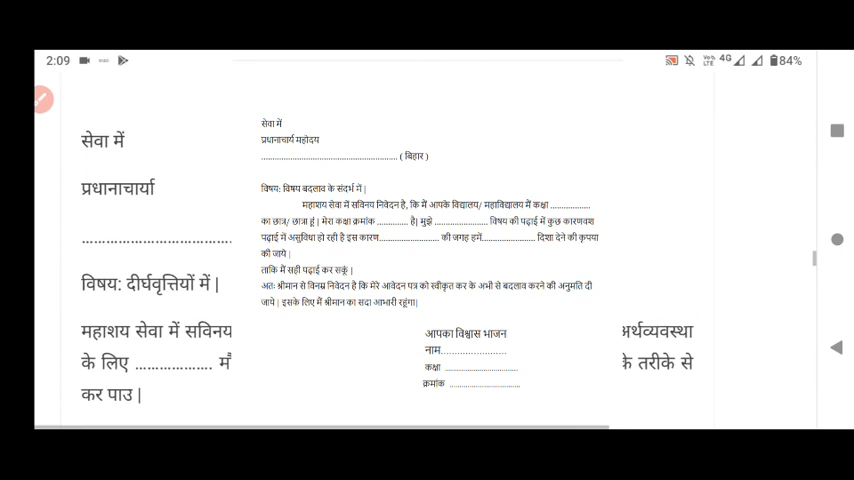 2:09
VoLTE 4G 84%
सेवा में
प्रधानाचार्या
.......................................
विषय: दीर्घवृत्तियों में |
महाशय सेवा में सविनय
के लिए .................. मैं
कर पाउ |
सेवा में
प्रधानाचार्य महोदय
............................................................. ( बिहार )
विषय: विषय बदलाव के संदर्भ में |
महाशय सेवा में सविनय निवेदन है, कि मैं आपके विद्यालय/ महाविद्यालय में कक्षा ..................
का छात्र/ छात्रा हूं | मेरा कक्षा क्रमांक .............. है| मुझे ........................ विषय की पढ़ाई में कुछ कारणवश
पढ़ाई में असुविधा हो रही है इस कारण........................... की जगह हमें........................ दिशा देने की कृपया
की जाये |
ताकि मैं सही पढ़ाई कर सकूं |
अतः श्रीमान से विनम्र निवेदन है कि मेरे आवेदन पत्र को स्वीकृत कर के अभी से बदलाव करने की अनुमति दी
जाये | इसके लिए मैं श्रीमान का सदा आभारी रहूंगा|
आपका विश्वास भाजन
नाम.......................
कक्षा .................................
क्रमांक ................................
अर्थव्यवस्था
के तरीके से